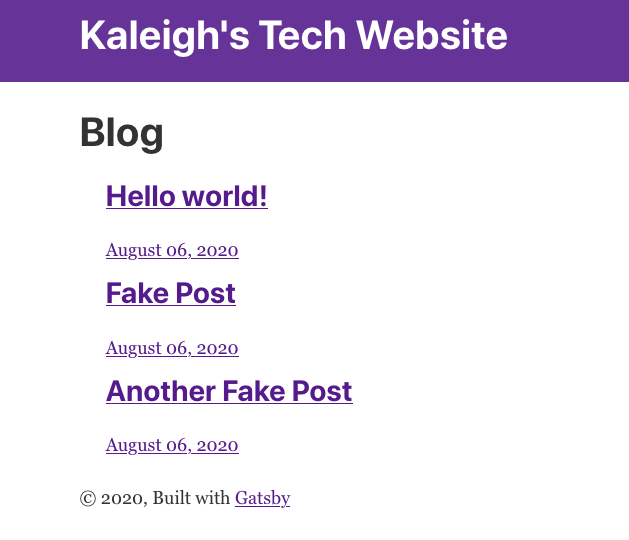 Kaleigh's Tech Website
Blog
Hello world!
August 06, 2020
Fake Post
August 06, 2020
Another Fake Post
August 06, 2020
© 2020, Built with Gatsby